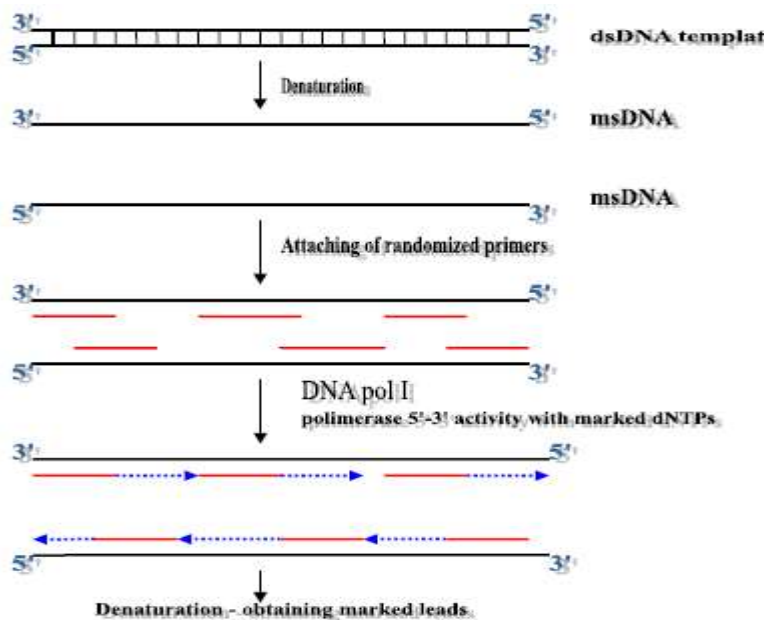 3' 5'
5' 3'
dsDNA templat
Denaturation
3' 5'
msDNA
msDNA
5' 3'
Attaching of randomized primers
3' 5'
5' 3'
DNA pol I
polimerase 5'-3' activity with marked dNTPs
3' 5'
5' 3'
Denaturation - obtaining marked leads